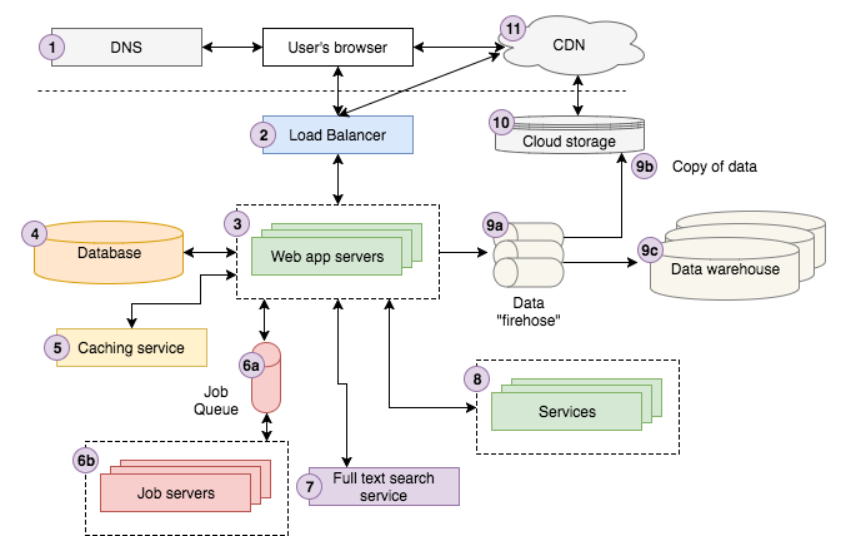 1
DNS
User's browser
11
CDN
2
Load Balancer
10
Cloud storage
9b
Copy of data
3
Web app servers
4
Database
9a
Data
"firehose"
9c
Data warehouse
5
Caching service
6a
Job
Queue
8
Services
6b
Job servers
7
Full text search
service